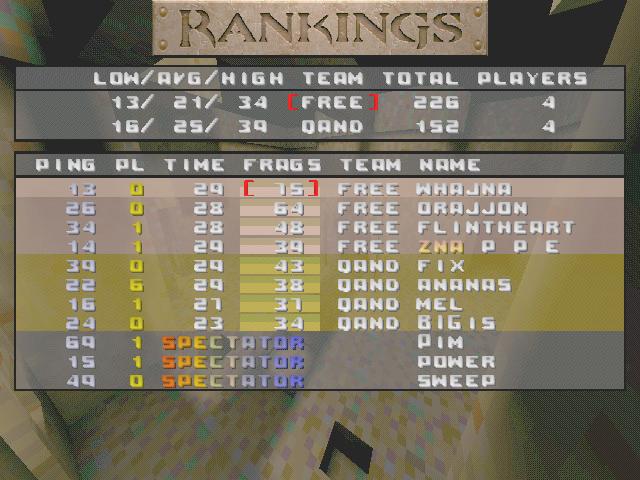 RANKINGS
LOW/AVG/HIGH TEAM TOTAL PLAYERS
13/ 21/ 34 [FREE] 226 4
16/ 25/ 39 QAND 152 4
PING PL TIME FRAGS TEAM NAME
13 0 29 [ 75] FREE WHAJNA
26 0 28 64 FREE ORAJJON
34 1 28 48 FREE FLINTHEART
14 1 29 39 FREE ZNA P P E
39 0 29 43 QAND FIX
22 6 29 38 QAND ANANAS
16 1 27 37 QAND MEL
24 0 23 34 QAND BIGIS
69 1 SPECTATOR PIM
15 1 SPECTATOR POWER
49 0 SPECTATOR SWEEP